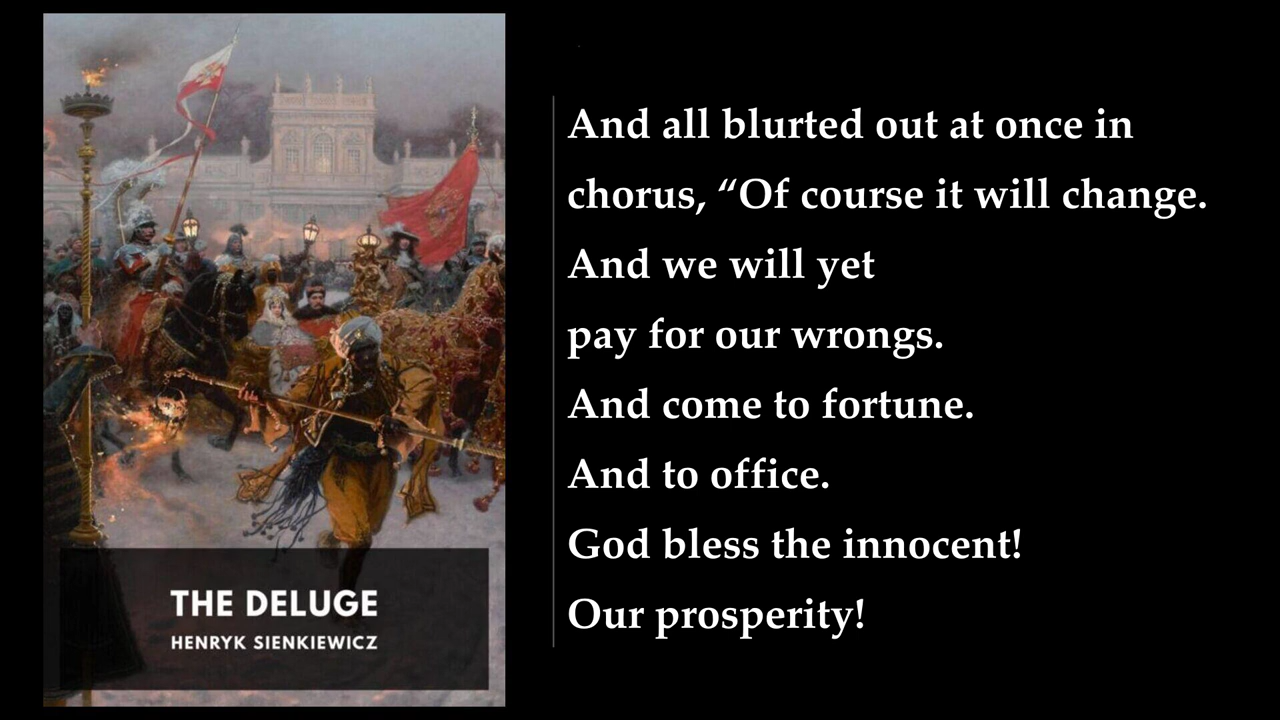 THE DELUGE
HENRYK SIENKIEWICZ
And all blurted out at once in
chorus, “Of course it will change.
And we will yet
pay for our wrongs.
And come to fortune.
And to office.
God bless the innocent!
Our prosperity!